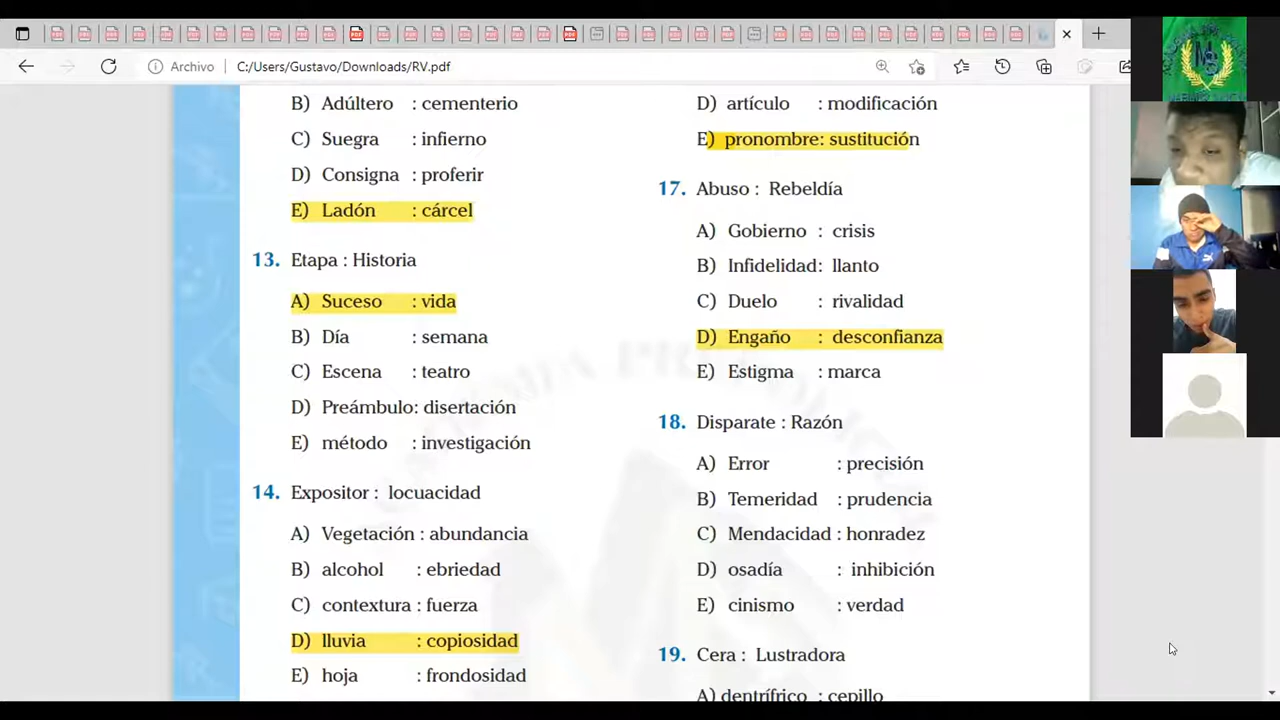 Archivo
C:/Users/Gustavo/Downloads/RV.pdf
B) Adúltero : cementerio
C) Suegra : infierno
D) Consigna : proferir
E) Ladón : cárcel
13. Etapa : Historia
A) Suceso : vida
B) Día : semana
C) Escena : teatro
D) Preámbulo: disertación
E) método : investigación
14. Expositor : locuacidad
A) Vegetación : abundancia
B) alcohol : ebriedad
C) contextura : fuerza
D) lluvia : copiosidad
E) hoja : frondosidad
D) artículo : modificación
E) pronombre: sustitución
17. Abuso : Rebeldía
A) Gobierno : crisis
B) Infidelidad: llanto
C) Duelo : rivalidad
D) Engaño : desconfianza
E) Estigma : marca
18. Disparate : Razón
A) Error : precisión
B) Temeridad : prudencia
C) Mendacidad : honradez
D) osadía : inhibición
E) cinismo : verdad
19. Cera : Lustradora
A) dentrífrico : cepillo